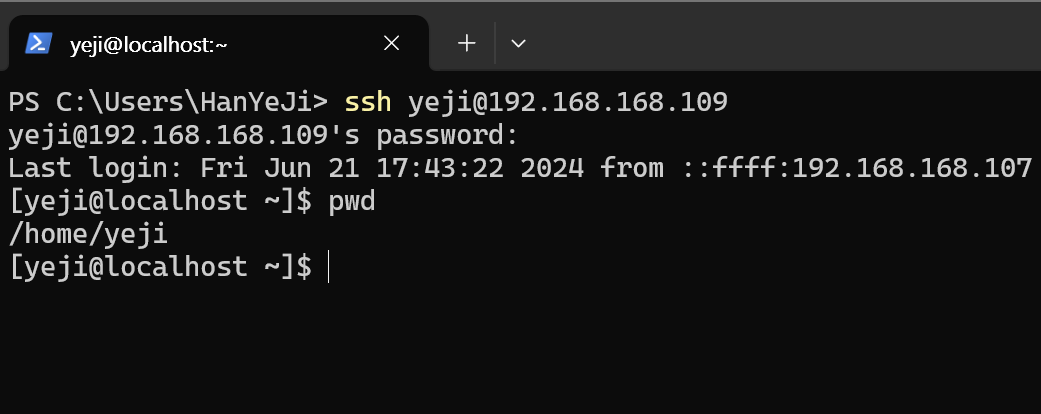 yeji@localhost:~
PS C:\Users\HanYeJi> ssh yeji@192.168.168.109
yeji@192.168.168.109's password:
Last login: Fri Jun 21 17:43:22 2024 from ::ffff:192.168.168.107
[yeji@localhost ~]$ pwd
/home/yeji
[yeji@localhost ~]$